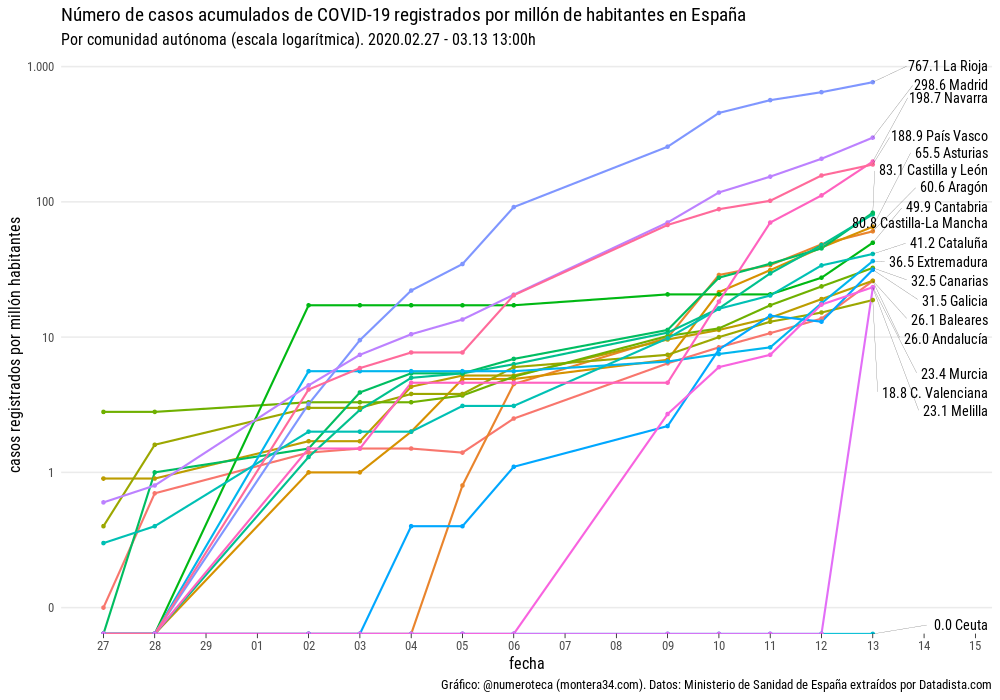 Número de casos acumulados de COVID-19 registrados por millón de habitantes en España
Por comunidad autónoma (escala logarítmica). 2020.02.27 - 03.13 13:00h
casos registrados por millón habitantes
1.000
100
10
1
0
767.1 La Rioja
298.6 Madrid
198.7 Navarra
188.9 País Vasco
65.5 Asturias
83.1 Castilla y León
60.6 Aragón
49.9 Cantabria
80.8 Castilla-La Mancha
41.2 Cataluña
36.5 Extremadura
32.5 Canarias
31.5 Galicia
26.1 Baleares
26.0 Andalucía
23.4 Murcia
18.8 C. Valenciana
23.1 Melilla
0.0 Ceuta
27 28 29 01 02 03 04 05 06 07 08 09 10 11 12 13 14 15
fecha
Gráfico: @numeroteca (montera34.com). Datos: Ministerio de Sanidad de España extraídos por Datadista.com